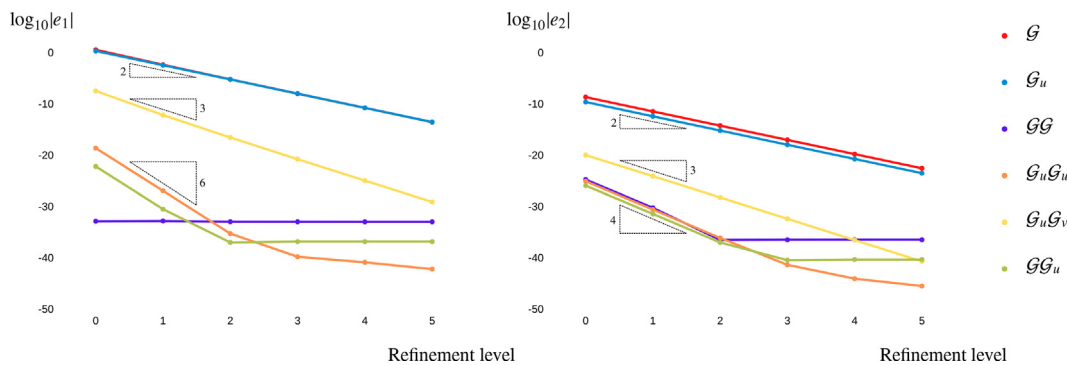 log₁₀|e₁|
0
-10
-20
-30
-40
-50
2
3
6
0 1 2 3 4 5
Refinement level
log₁₀|e₂|
0
-10
-20
-30
-40
-50
2
3
4
0 1 2 3 4 5
Refinement level
𝒢
𝒢ᵤ
𝒢𝒢
𝒢ᵤ𝒢ᵤ
𝒢ᵤ𝒢ᵥ
𝒢𝒢ᵤ